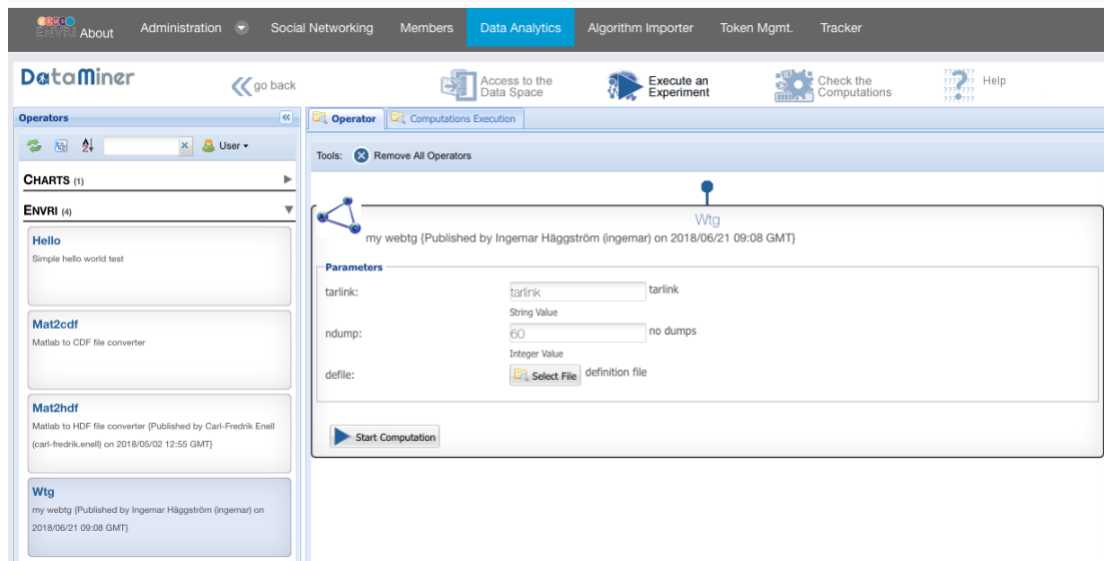 ENVRI About Administration Social Networking Members Data Analytics Algorithm Importer Token Mgmt. Tracker
DataMiner
go back
Access to the
Data Space
Execute an
Experiment
Check the
Computations
Help
Operators
User
CHARTS (1)
ENVRI (4)
Hello
Simple hello world test
Mat2cdf
Matlab to CDF file converter
Mat2hdf
Matlab to HDF file converter {Published by Carl-Fredrik Enell
(carl-fredrik.enell) on 2018/05/02 12:55 GMT}
Wtg
my webtg {Published by Ingemar Häggström (ingemar) on
2018/06/21 09:08 GMT}
Operator Computations Execution
Tools: Remove All Operators
Wtg
my webtg {Published by Ingemar Häggström (ingemar) on 2018/06/21 09:08 GMT}
Parameters
tarlink: tarlink tarlink
String Value
ndump: 60 no dumps
Integer Value
defile: Select File definition file
Start Computation